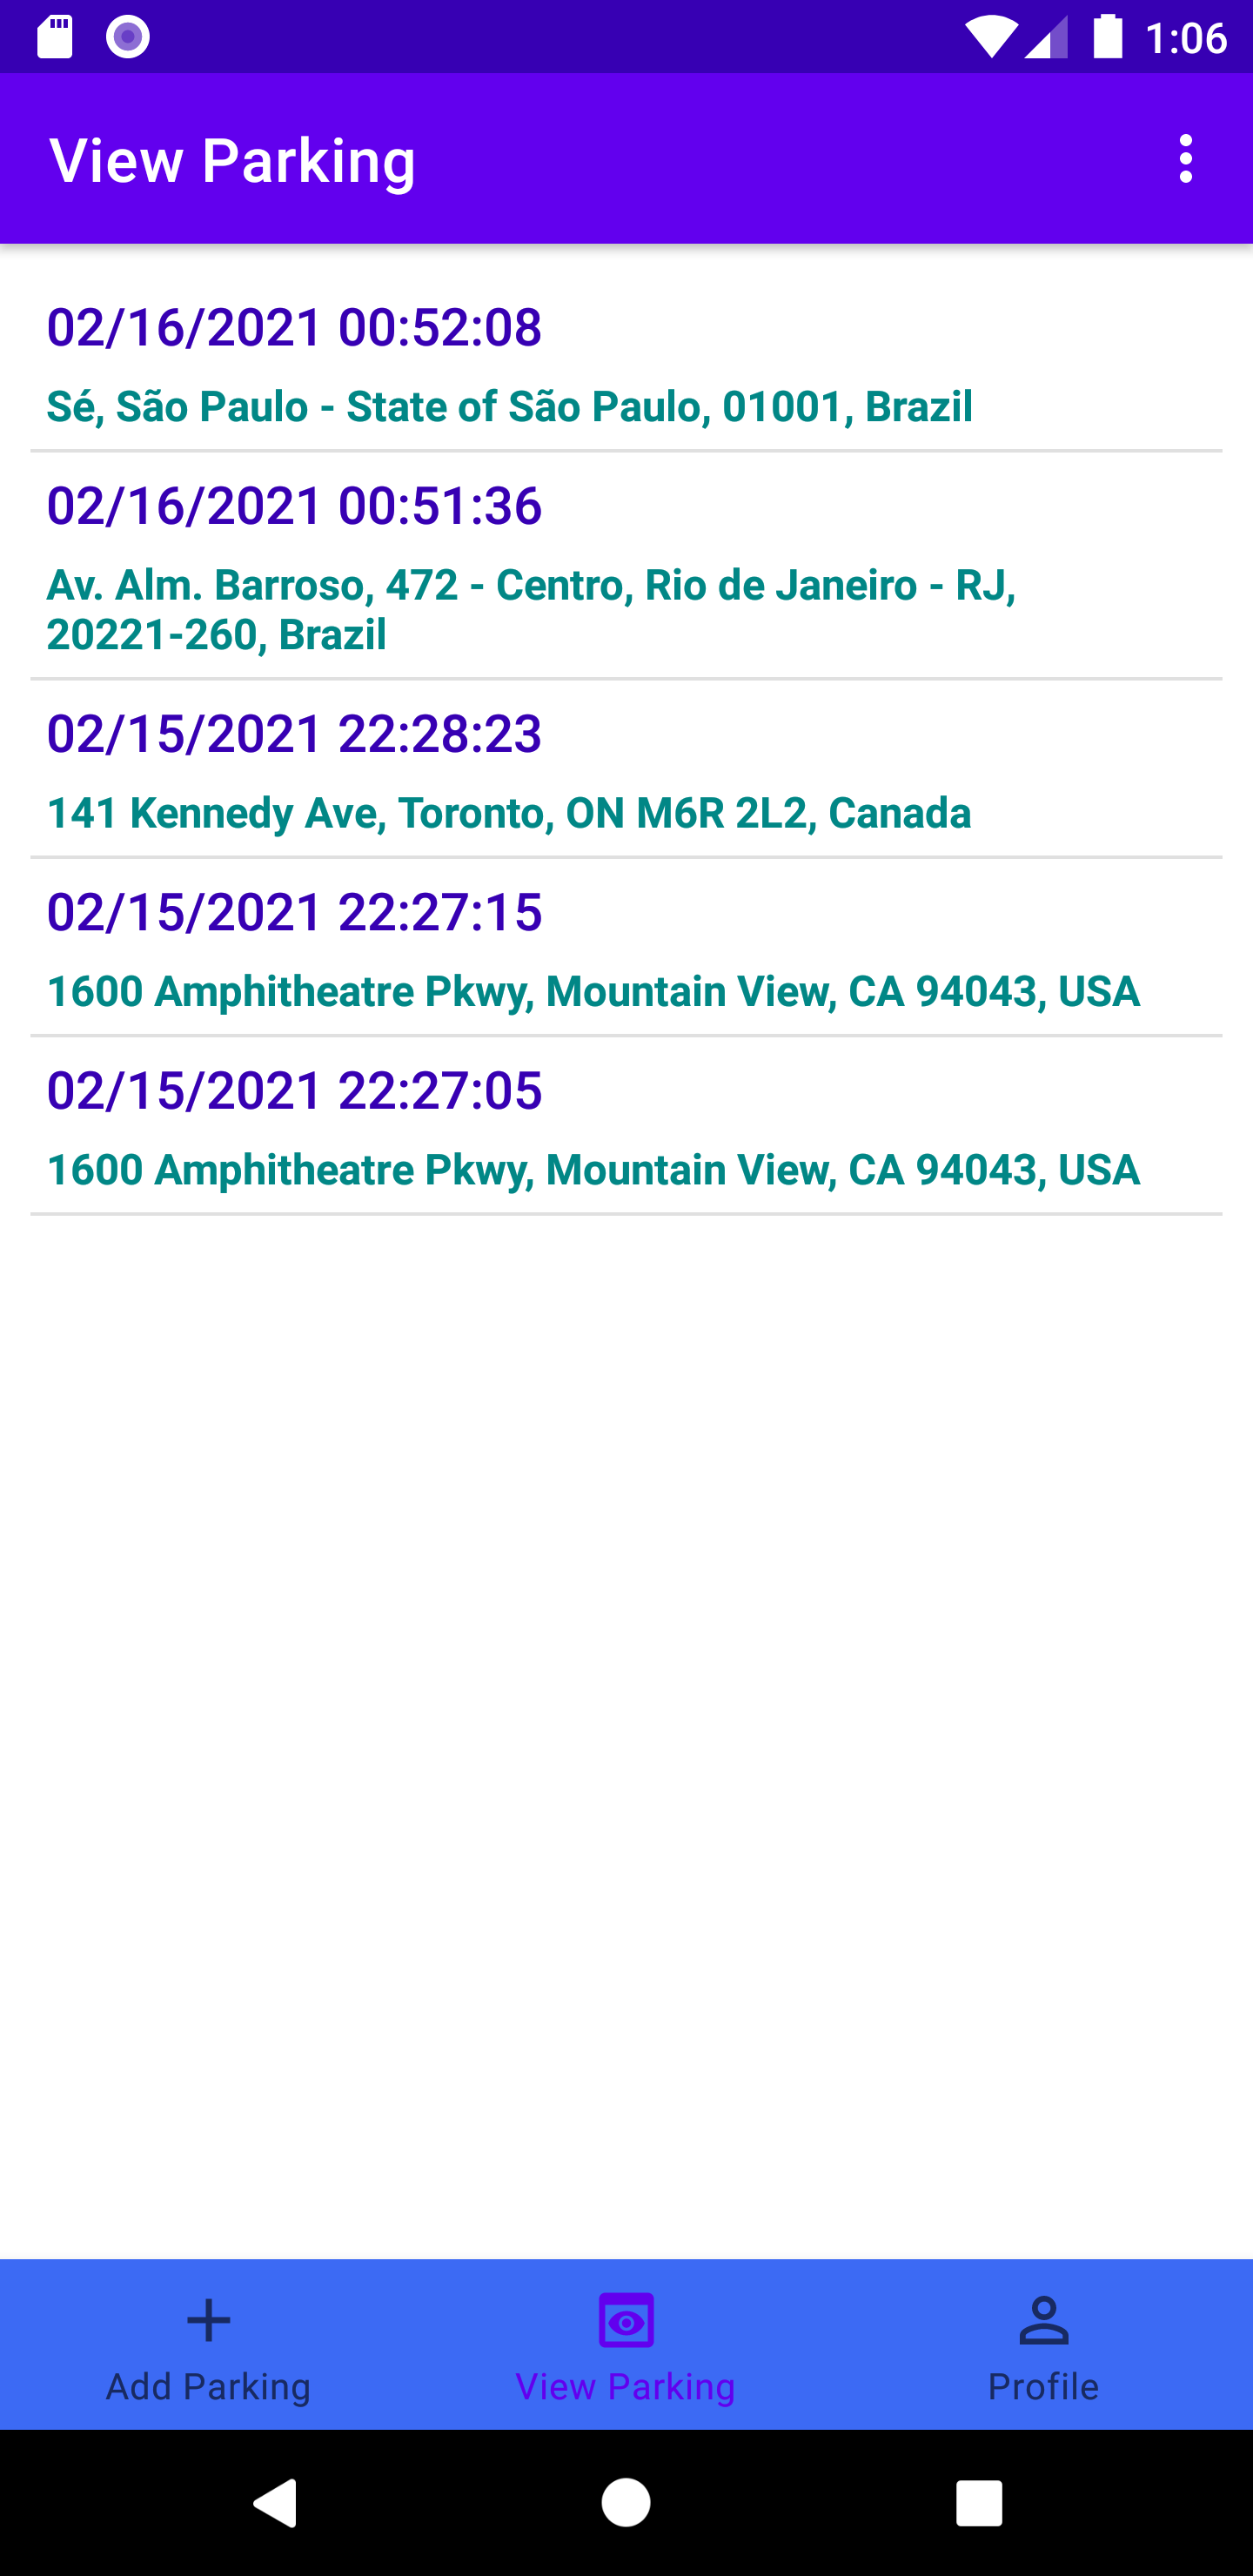 1:06
View Parking
02/16/2021 00:52:08
Sé, São Paulo - State of São Paulo, 01001, Brazil
02/16/2021 00:51:36
Av. Alm. Barroso, 472 - Centro, Rio de Janeiro - RJ,
20221-260, Brazil
02/15/2021 22:28:23
141 Kennedy Ave, Toronto, ON M6R 2L2, Canada
02/15/2021 22:27:15
1600 Amphitheatre Pkwy, Mountain View, CA 94043, USA
02/15/2021 22:27:05
1600 Amphitheatre Pkwy, Mountain View, CA 94043, USA
Add Parking
View Parking
Profile